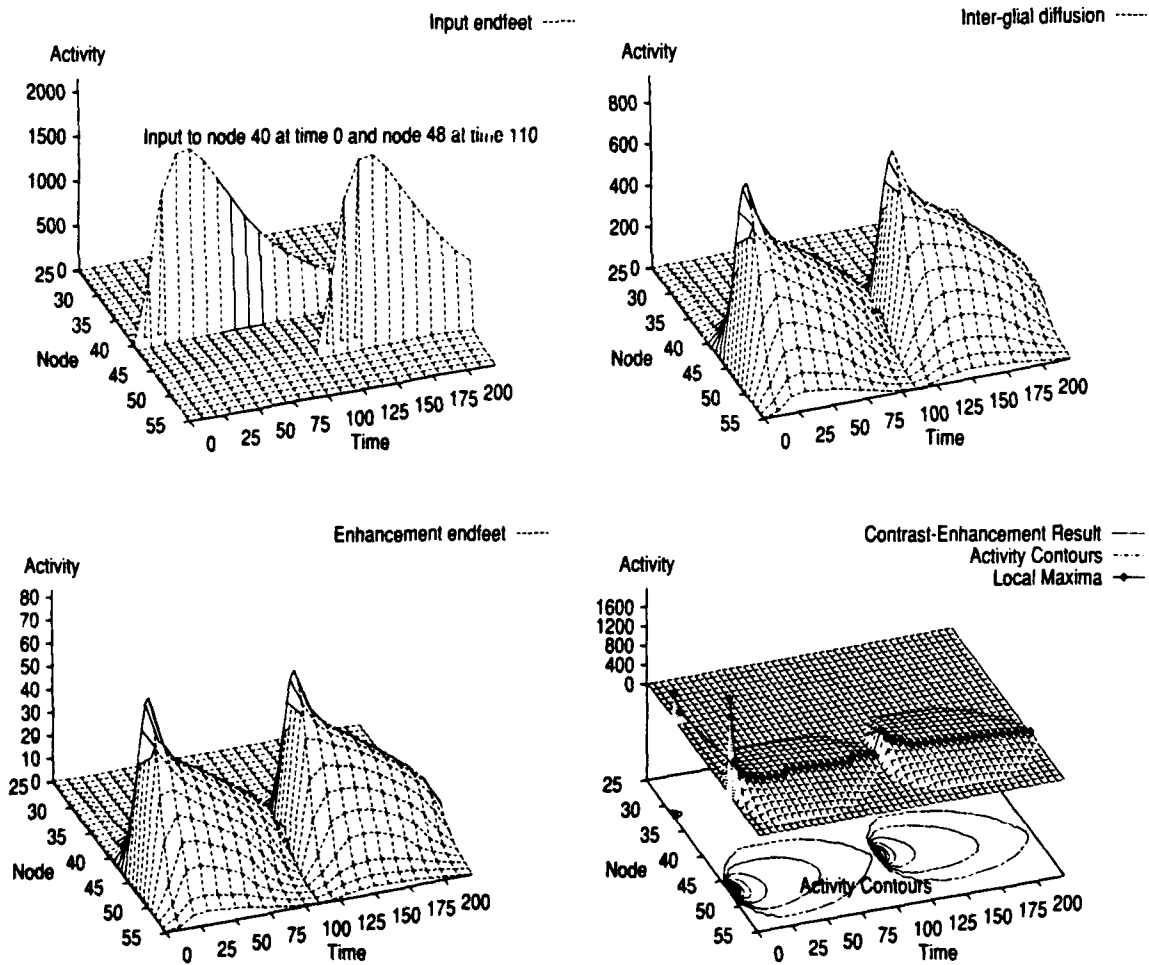 Input endfeet
Activity
2000
1500
1000
500
0
Input to node 40 at time 0 and node 48 at time 110
25
30
35
40
45
50
55
Node
0 25 50 75 100 125 150 175 200
Time
Inter-glial diffusion
Activity
800
600
400
200
0
25
30
35
40
45
50
55
Node
0 25 50 75 100 125 150 175 200
Time
Enhancement endfeet
Activity
80
70
60
50
40
30
20
10
0
25
30
35
40
45
50
55
Node
0 25 50 75 100 125 150 175 200
Time
Contrast-Enhancement Result
Activity Contours
Local Maxima
Activity
1600
1200
800
400
0
25
30
35
40
45
50
55
Node
Activity Contours
0 25 50 75 100 125 150 175 200
Time